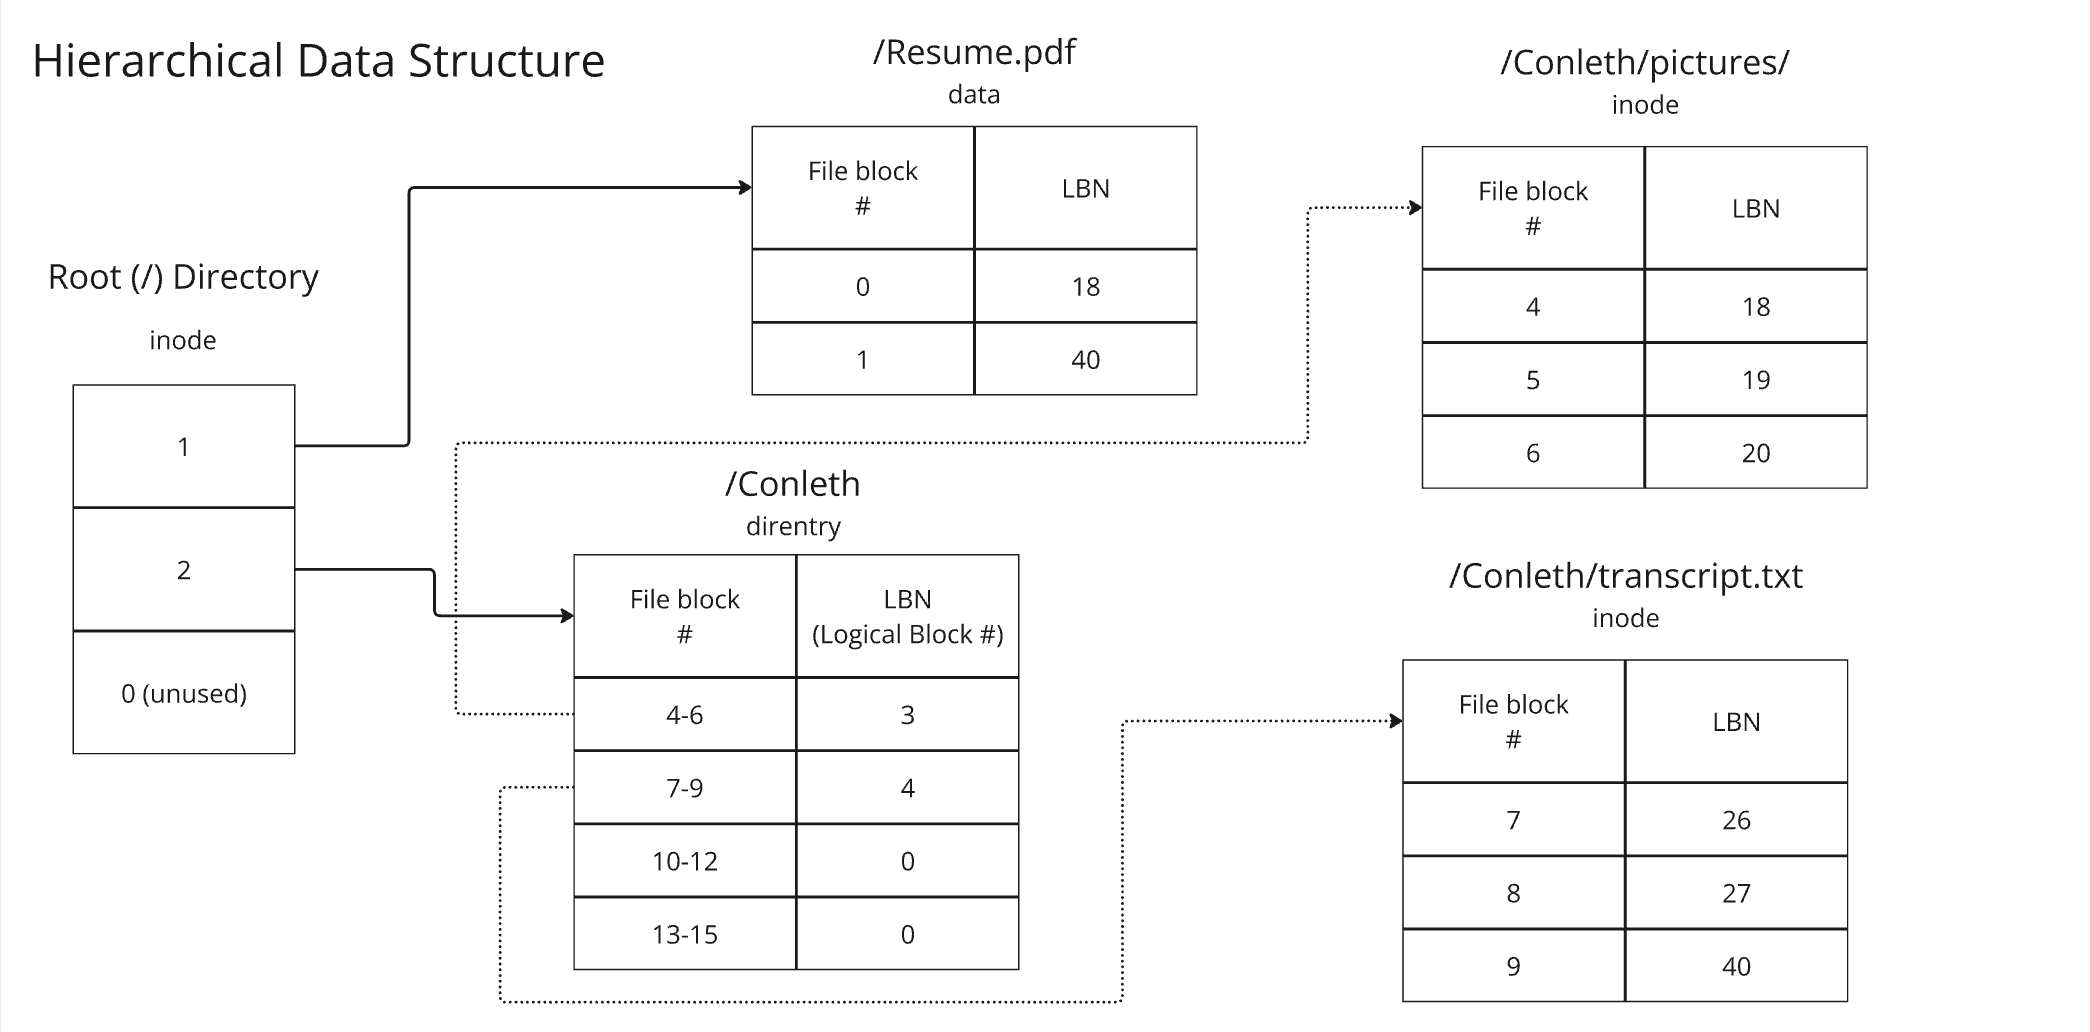 Hierarchical Data Structure
Root (/) Directory
inode
1
2
0 (unused)
/Resume.pdf
data
File block
#
LBN
0
18
1
40
/Conleth
direntry
File block
#
LBN
(Logical Block #)
4-6
3
7-9
4
10-12
0
13-15
0
/Conleth/pictures/
inode
File block
#
LBN
4
18
5
19
6
20
/Conleth/transcript.txt
inode
File block
#
LBN
7
26
8
27
9
40